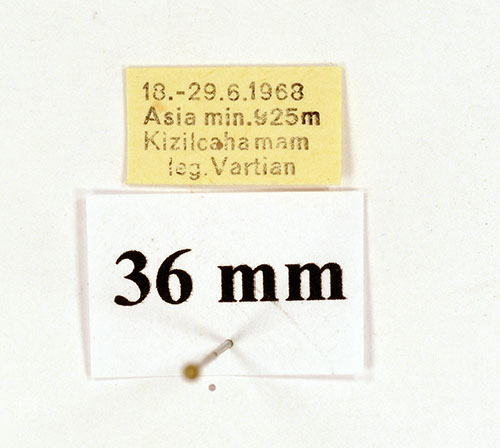 18.-29.6.1968
Asia min.925m
Kizilcahamam
leg.Vartian
36 mm